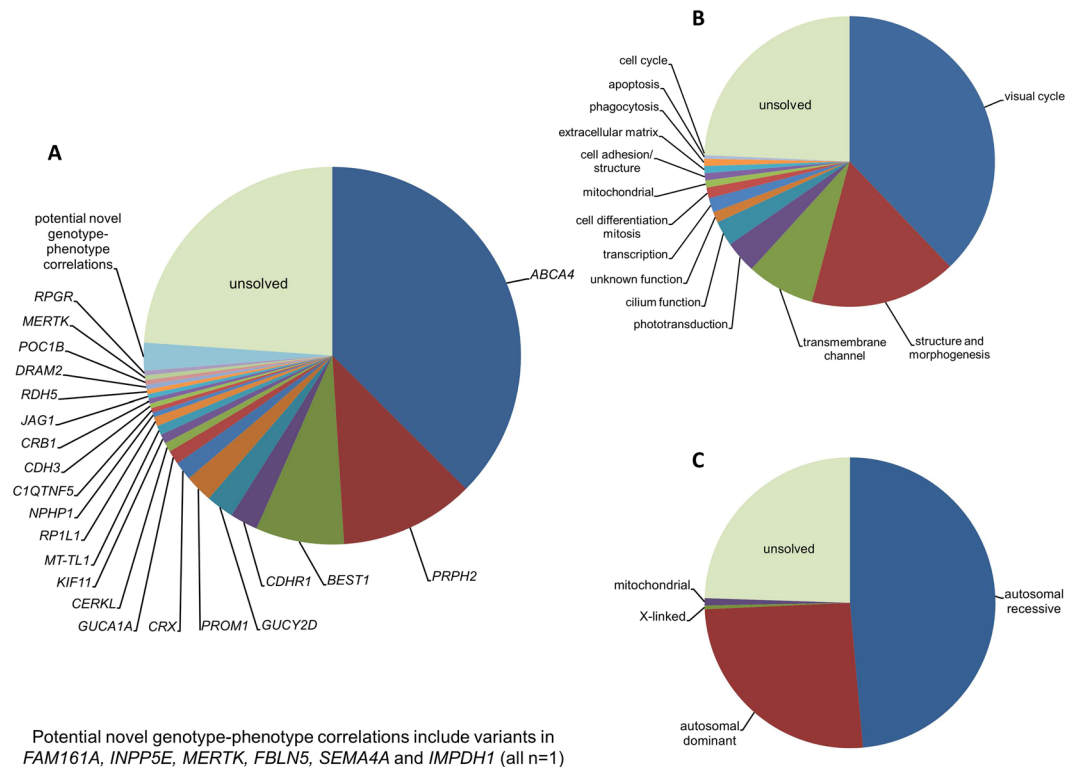 A
unsolved
ABCA4
PRPH2
BEST1
CDHR1
GUCY2D
PROM1
CRX
GUCA1A
CERKL
KIF11
MT-TL1
RP1L1
NPHP1
C1QTNF5
CDH3
CRB1
JAG1
RDH5
DRAM2
POC1B
MERTK
RPGR
potential novel
genotype-
phenotype
correlations
B
unsolved
visual cycle
structure and
morphogenesis
transmembrane
channel
phototransduction
cilium function
unknown function
transcription
cell differentiation
mitosis
mitochondrial
cell adhesion/
structure
extracellular matrix
phagocytosis
apoptosis
cell cycle
C
unsolved
autosomal
recessive
autosomal
dominant
X-linked
mitochondrial
Potential novel genotype-phenotype correlations include variants in
FAM161A, INPP5E, MERTK, FBLN5, SEMA4A and IMPDH1 (all n=1)